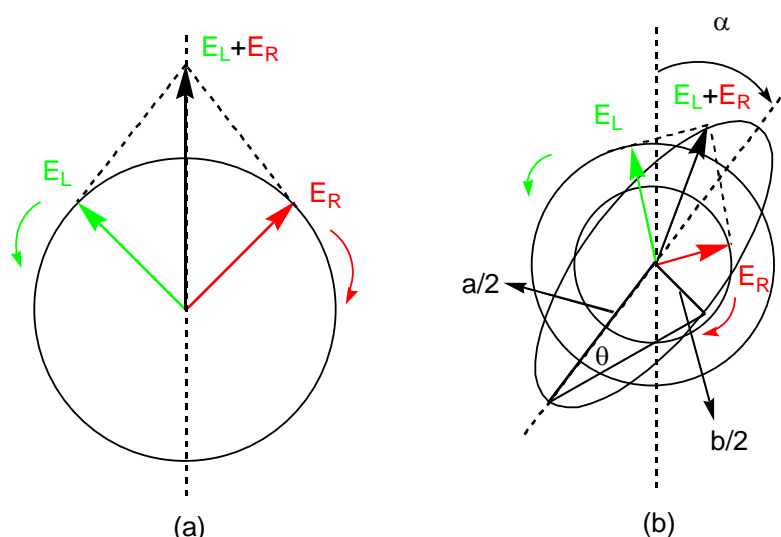 E_L+E_R
E_L
E_R
(a)
α
E_L+E_R
E_L
E_R
a/2
θ
b/2
(b)